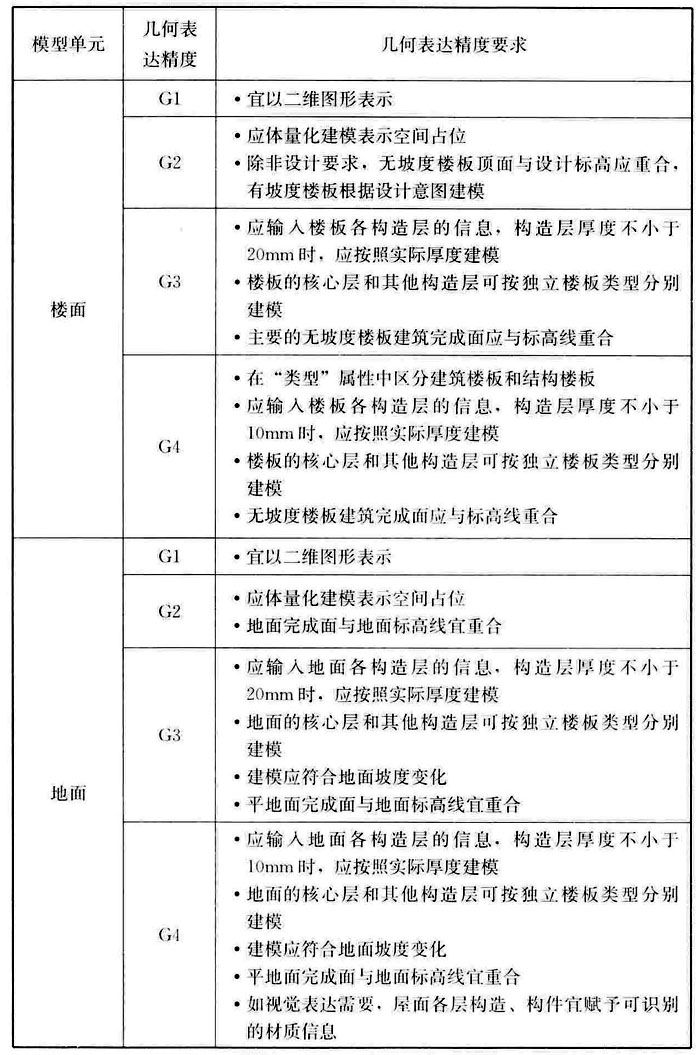 模型单元
几何表
达精度
几何表达精度要求
楼面
G1
•宜以二维图形表示
G2
•应体量化建模表示空间占位
•除非设计要求，无坡度楼板顶面与设计标高应重合，
有坡度楼板根据设计意图建模
G3
•应输入楼板各构造层的信息，构造层厚度不小于
20mm时，应按照实际厚度建模
•楼板的核心层和其他构造层可按独立楼板类型分别
建模
•主要的无坡度楼板建筑完成面应与标高线重合
G4
•在“类型”属性中区分建筑楼板和结构楼板
•应输入楼板各构造层的信息，构造层厚度不小于
10mm时，应按照实际厚度建模
•楼板的核心层和其他构造层可按独立楼板类型分别
建模
•无坡度楼板建筑完成面应与标高线重合
地面
G1
•宜以二维图形表示
G2
•应体量化建模表示空间占位
•地面完成面与地面标高线宜重合
G3
•应输入地面各构造层的信息，构造层厚度不小于
20mm时，应按照实际厚度建模
•地面的核心层和其他构造层可按独立楼板类型分别
建模
•建模应符合地面坡度变化
•平地面完成面与地面标高线宜重合
G4
•应输入地面各构造层的信息，构造层厚度不小于
10mm时，应按照实际厚度建模
•地面的核心层和其他构造层可按独立楼板类型分别
建模
•建模应符合地面坡度变化
•平地面完成面与地面标高线宜重合
•如视觉表达需要，屋面各层构造、构件宜赋予可识别
的材质信息